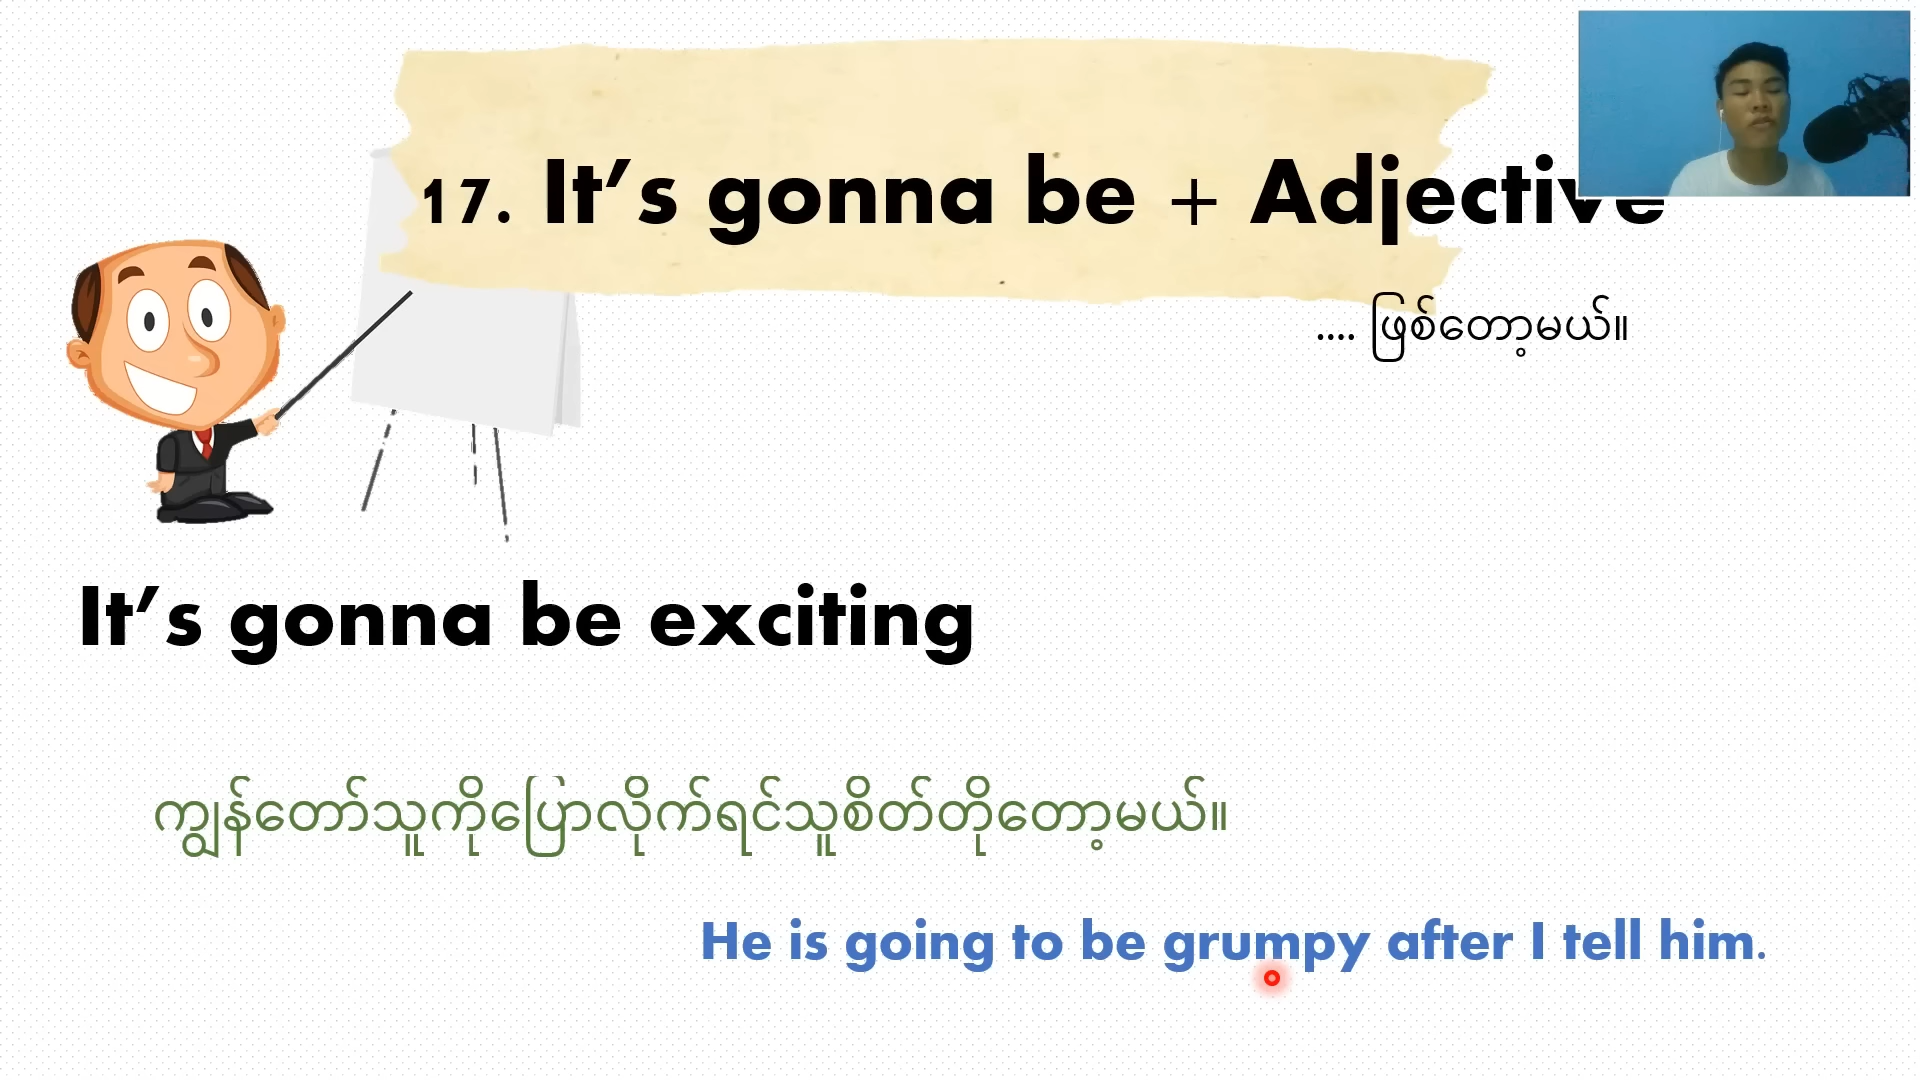 17. It’s gonna be + Adjective
.... ဖြစ်တော့မယ်။
It’s gonna be exciting
ကျွန်တော်သူကိုပြောလိုက်ရင်သူစိတ်တိုတော့မယ်။
He is going to be grumpy after I tell him.